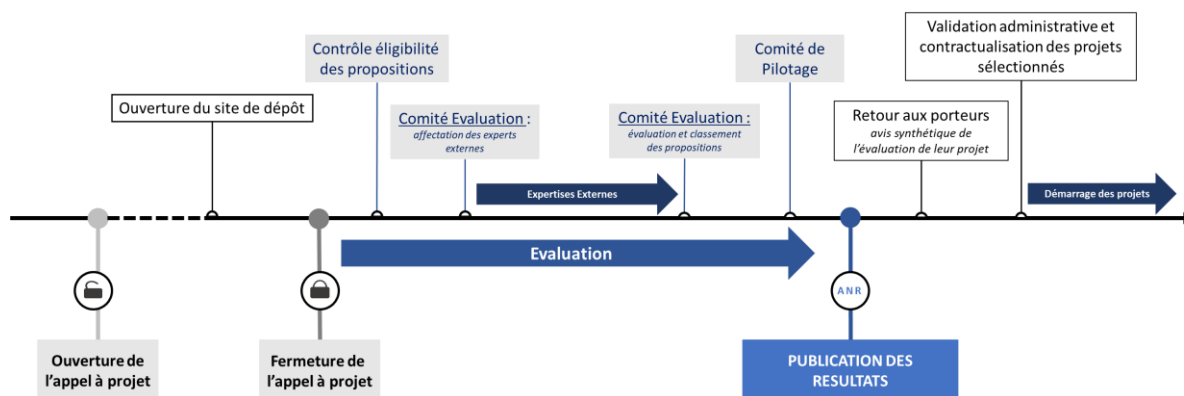 Ouverture du site de dépôt
Contrôle éligibilité
des propositions
Comité Evaluation :
affectation des experts
externes
Expertises Externes
Comité Evaluation :
évaluation et classement
des propositions
Comité de
Pilotage
Retour aux porteurs
avis synthétique de
l'évaluation de leur projet
Validation administrative et
contractualisation des projets
sélectionnés
Démarrage des projets
Evaluation
ANR
Ouverture de
l'appel à projet
Fermeture de
l'appel à projet
PUBLICATION DES
RESULTATS